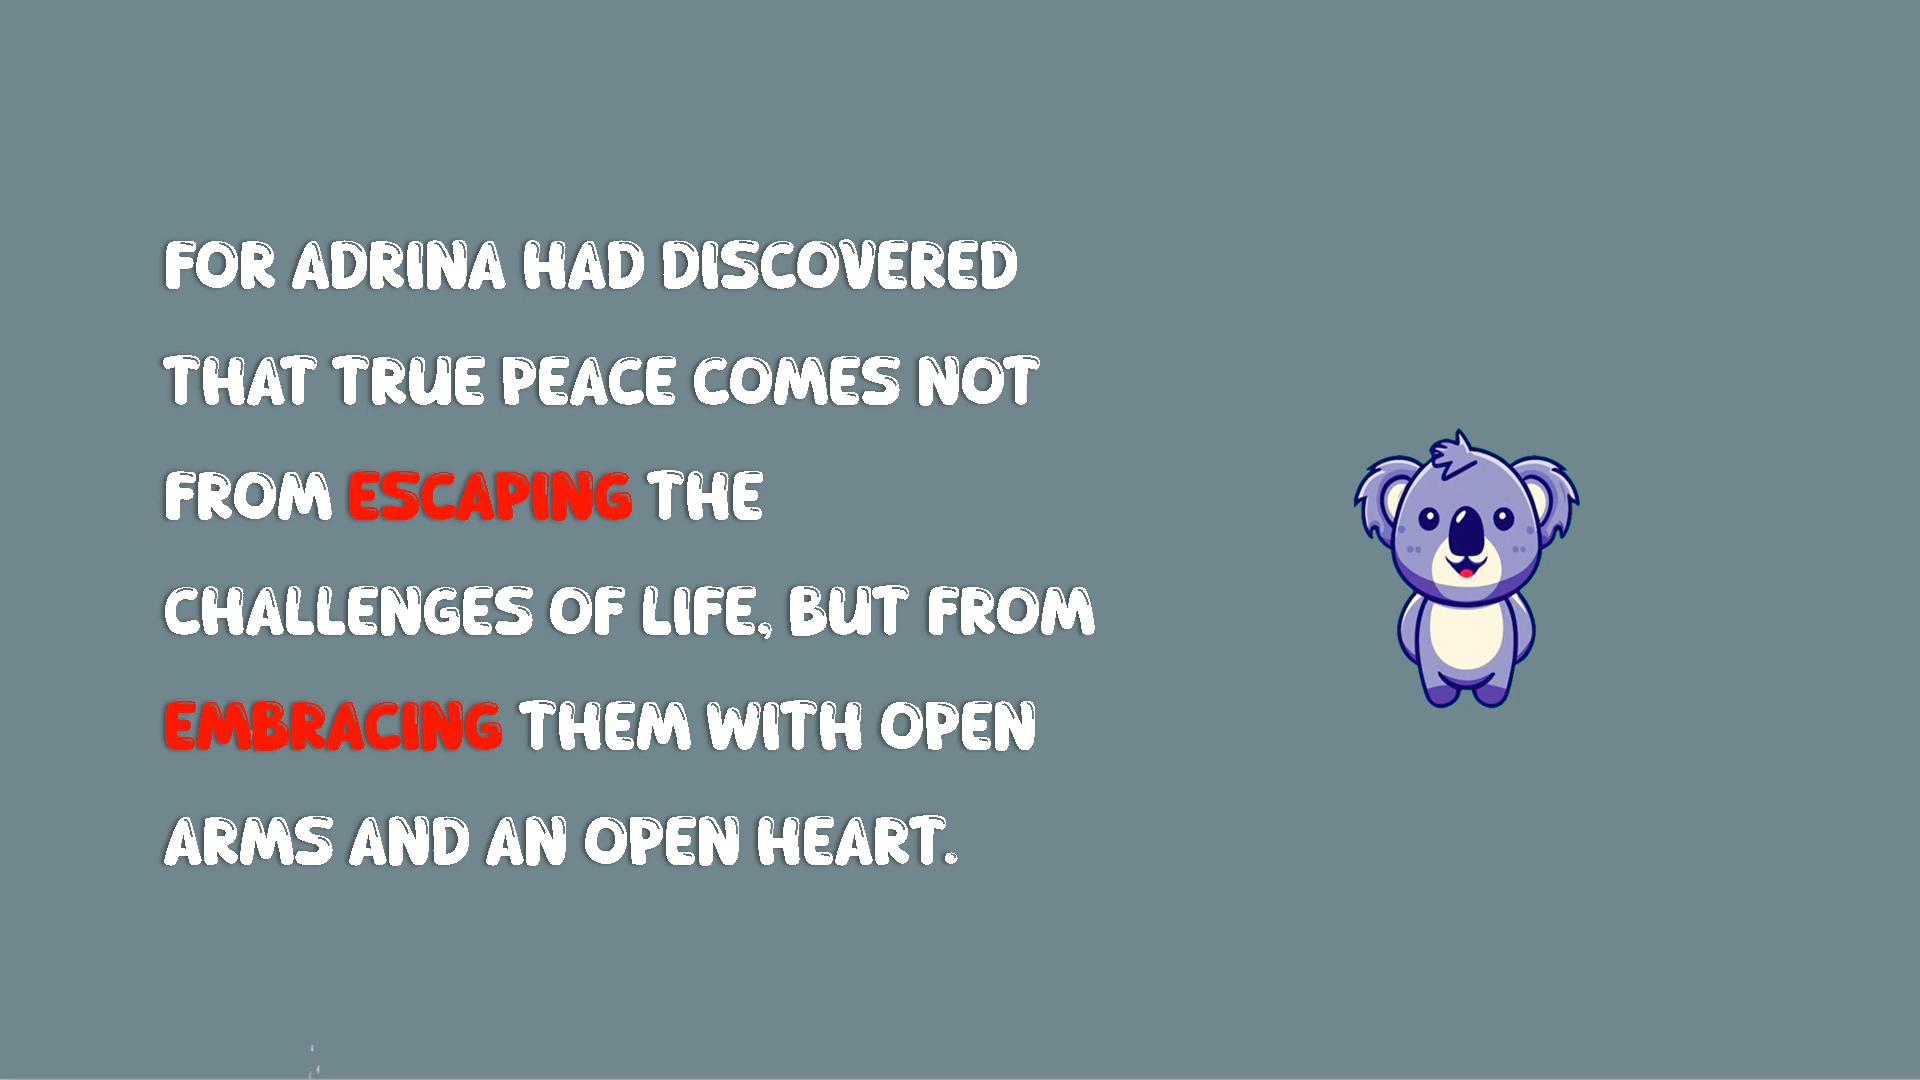 FOR ADRINA HAD DISCOVERED
THAT TRUE PEACE COMES NOT
FROM ESCAPING THE
CHALLENGES OF LIFE, BUT FROM
EMBRACING THEM WITH OPEN
ARMS AND AN OPEN HEART.